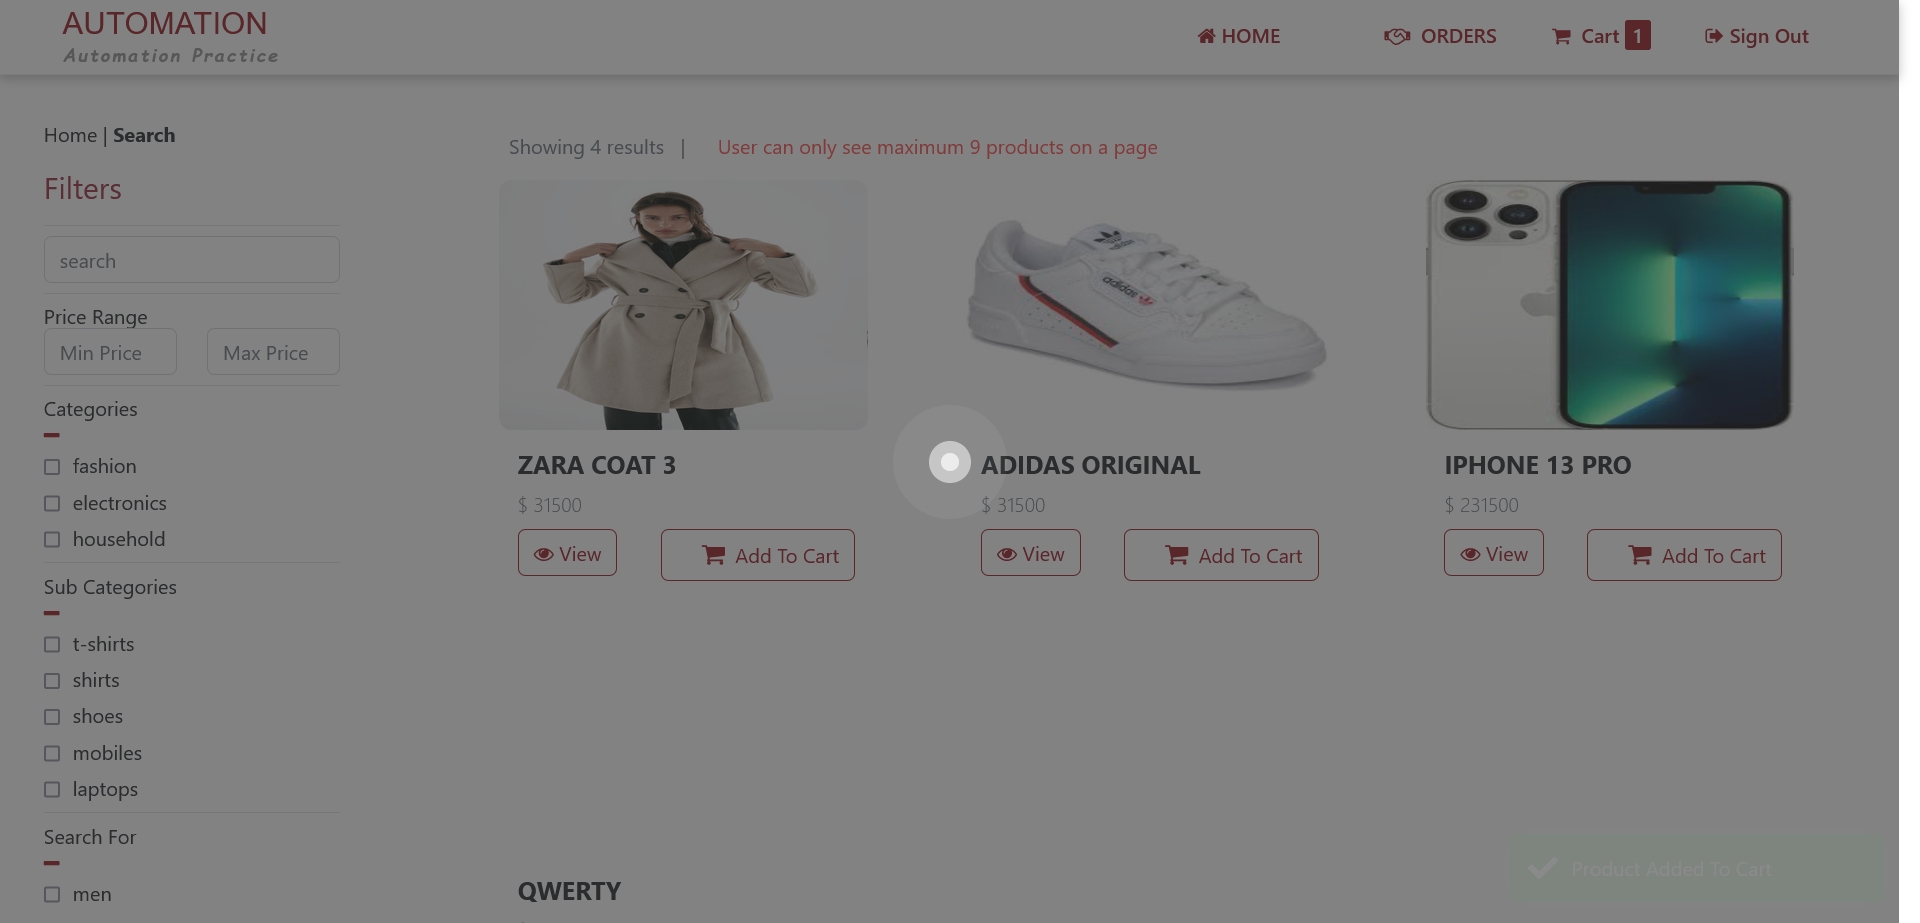 AUTOMATION
Automation Practice
HOME
ORDERS
Cart 1
Sign Out
Home | Search
Filters
search
Price Range
Min Price
Max Price
Categories
fashion
electronics
household
Sub Categories
t-shirts
shirts
shoes
mobiles
laptops
Search For
men
Showing 4 results |
User can only see maximum 9 products on a page
ZARA COAT 3
$ 31500
View
Add To Cart
adidas
adidas
ADIDAS ORIGINAL
$ 31500
View
Add To Cart
IPHONE 13 PRO
$ 231500
View
Add To Cart
QWERTY
Product Added To Cart